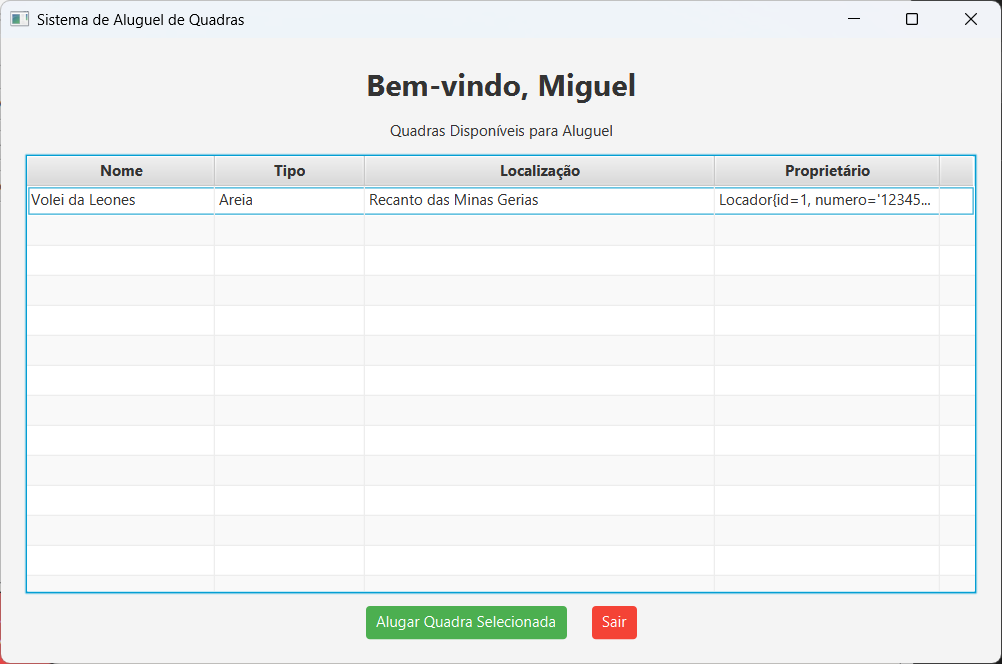 Sistema de Aluguel de Quadras
Bem-vindo, Miguel
Quadras Disponíveis para Aluguel
Nome Tipo Localização Proprietário
Volei da Leones Areia Recanto das Minas Gerias Locador{id=1, numero='12345...
Alugar Quadra Selecionada Sair